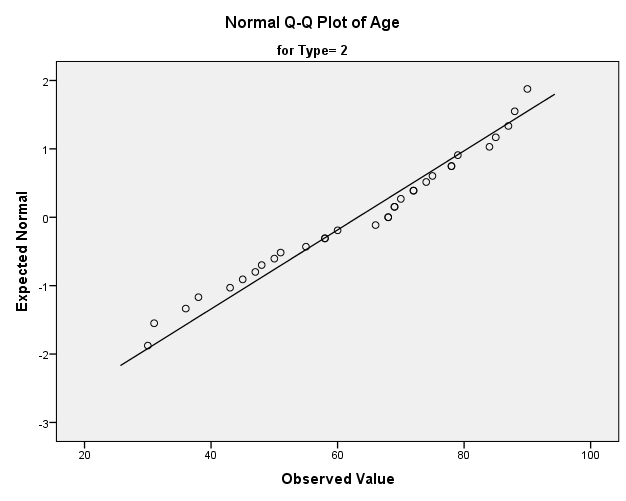 Normal Q-Q Plot of Age
for Type= 2
2
1
0
-1
-2
-3
Expected Normal
20 40 60 80 100
Observed Value